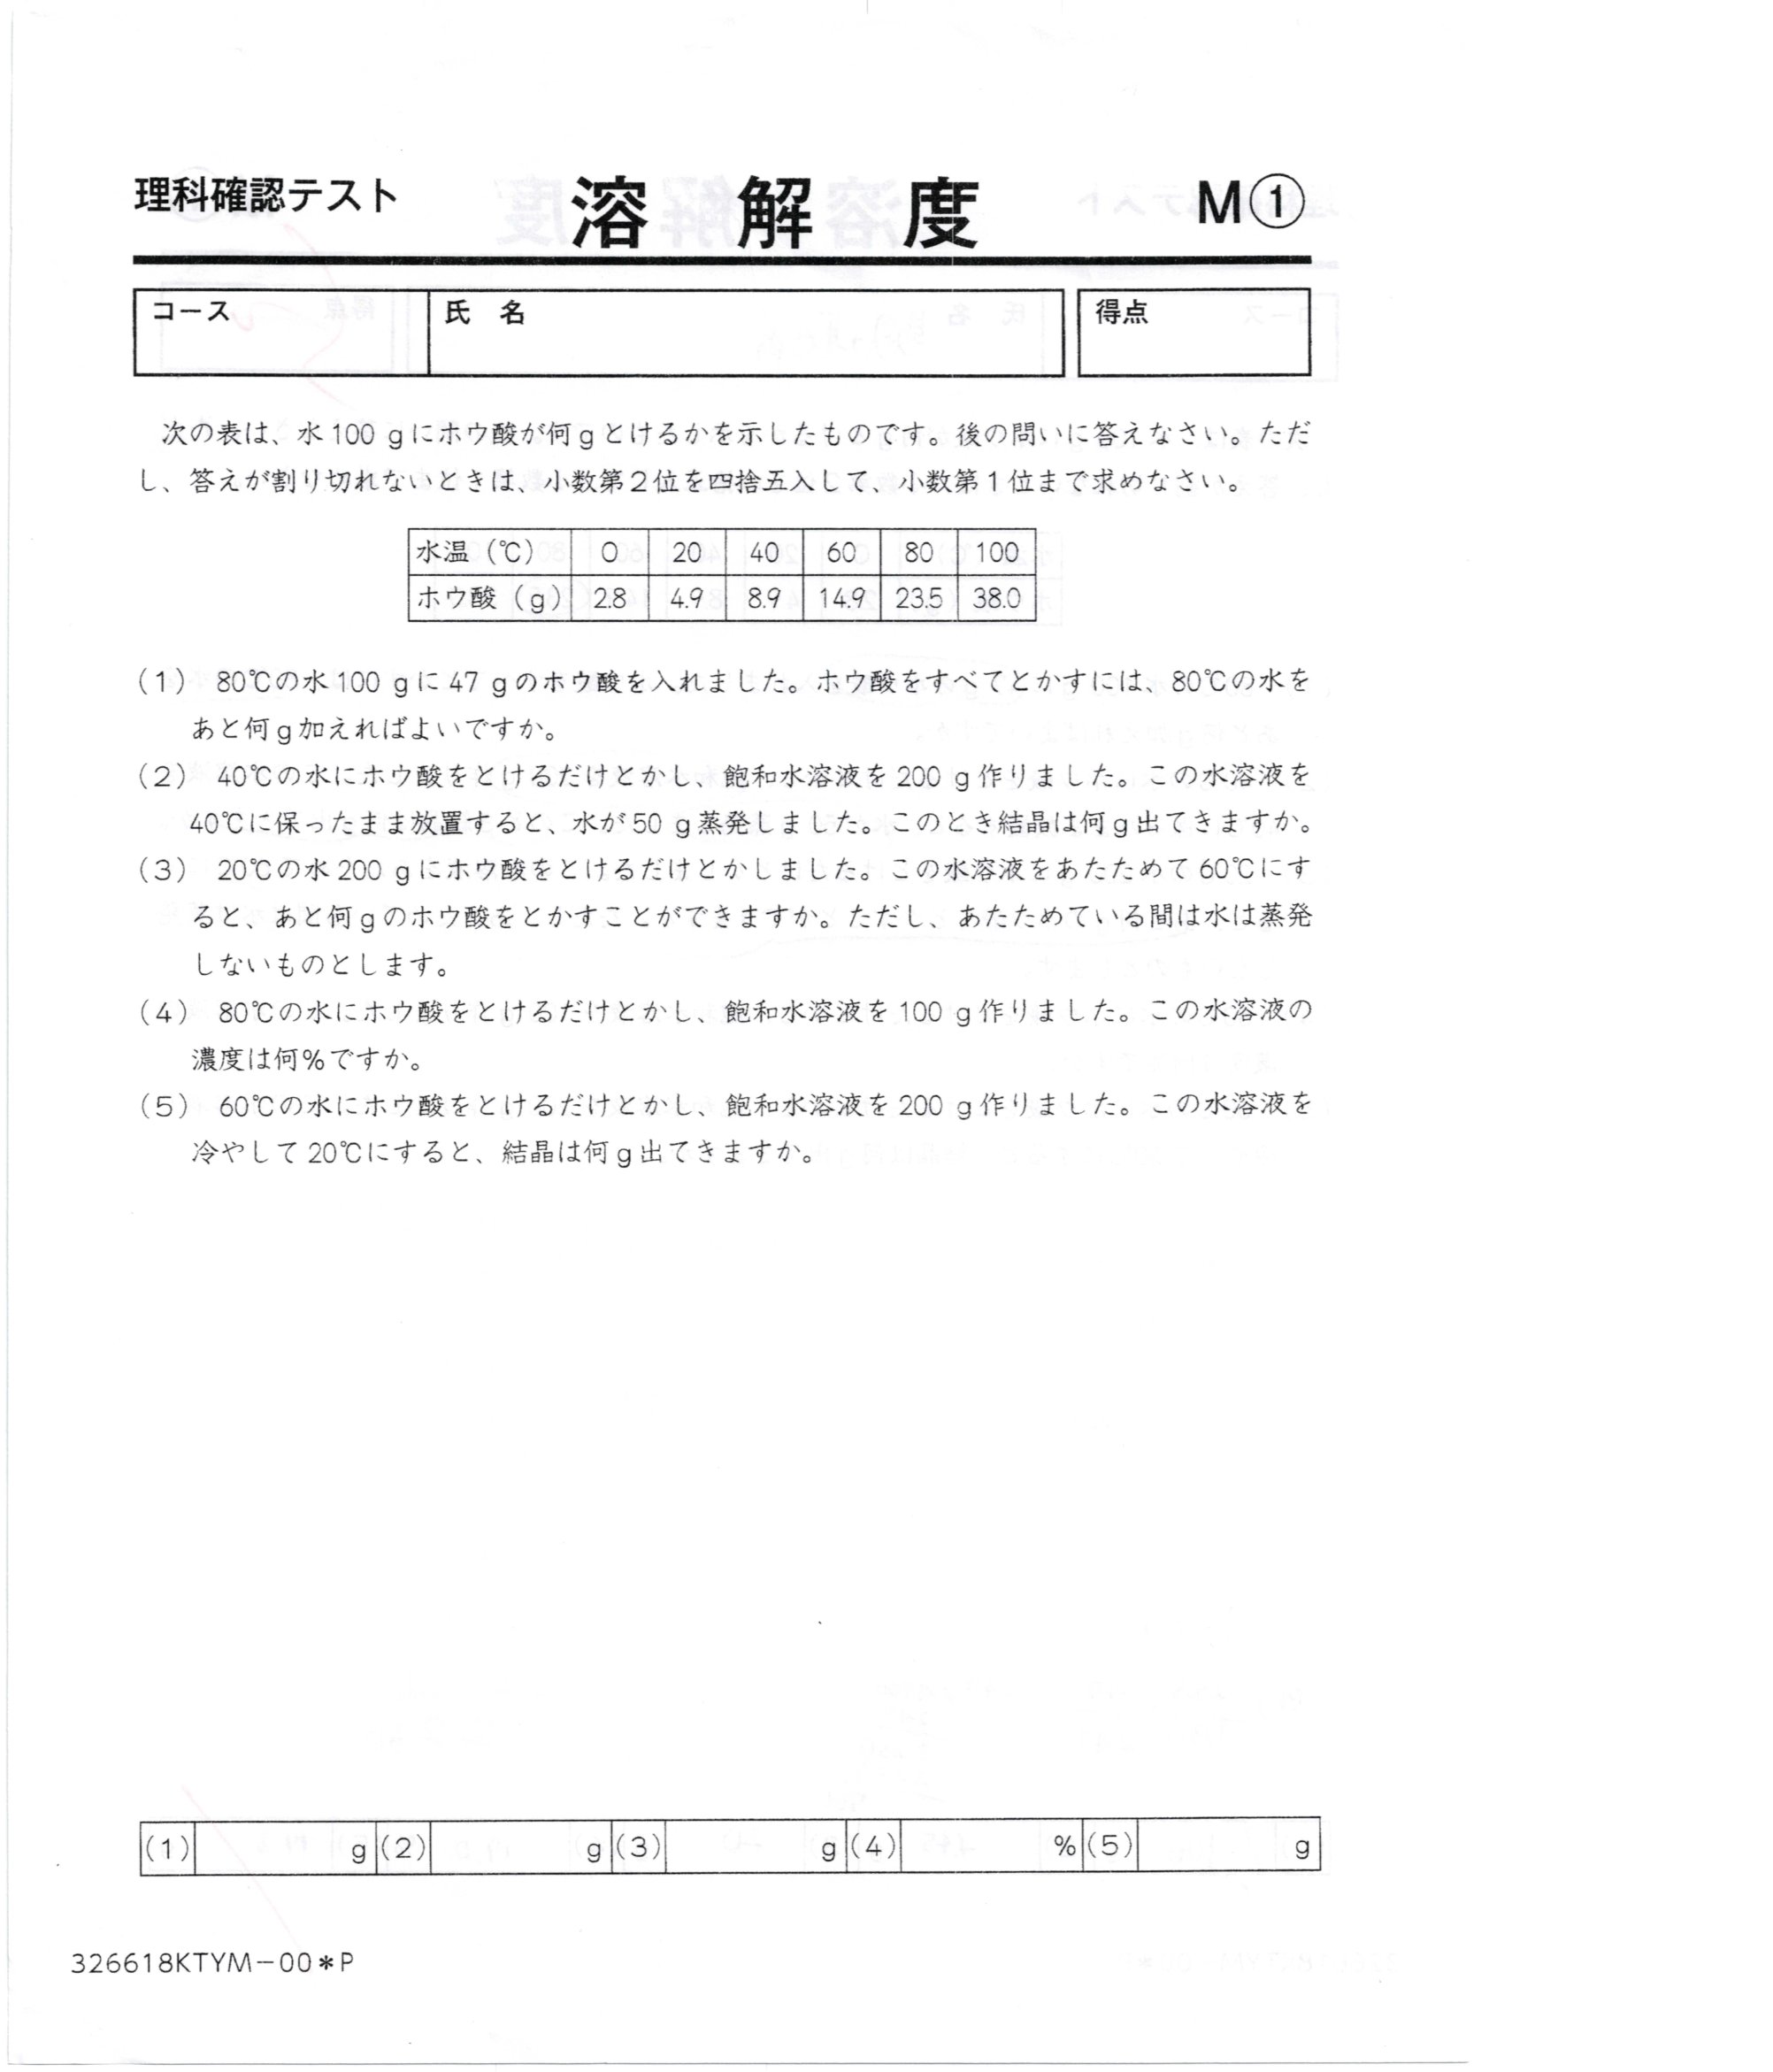 理科確認テスト 溶解度 M①
コース 氏名 得点
次の表は、水100gにホウ酸が何gとけるかを示したものです。後の問いに答えなさい。ただ
し、答えが割り切れないときは、小数第2位を四捨五入して、小数第1位まで求めなさい。
水温（℃） 0 20 40 60 80 100
ホウ酸（g） 2.8 4.9 8.9 14.9 23.5 38.0
（1） 80℃の水100gに47gのホウ酸を入れました。ホウ酸をすべてとかすには、80℃の水を
あと何g加えればよいですか。
（2） 40℃の水にホウ酸をとけるだけとかし、飽和水溶液を200g作りました。この水溶液を
40℃に保ったまま放置すると、水が50g蒸発しました。このとき結晶は何g出てきますか。
（3） 20℃の水200gにホウ酸をとけるだけとかしました。この水溶液をあたためて60℃にす
ると、あと何gのホウ酸をとかすことができますか。ただし、あたためている間は水は蒸発
しないものとします。
（4） 80℃の水にホウ酸をとけるだけとかし、飽和水溶液を100g作りました。この水溶液の
濃度は何%ですか。
（5） 60℃の水にホウ酸をとけるだけとかし、飽和水溶液を200g作りました。この水溶液を
冷やして20℃にすると、結晶は何g出てきますか。
(1) g (2) g (3) g (4) % (5) g
326618KTYM-00＊P